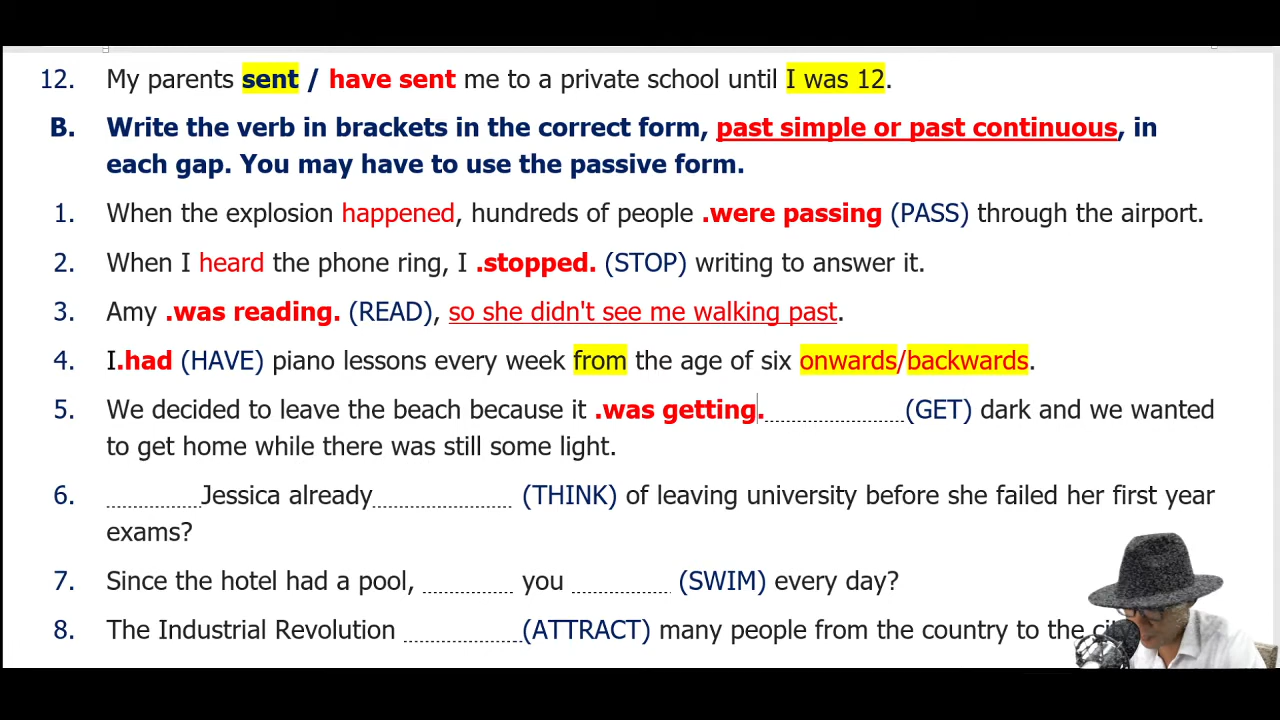 12. My parents sent / have sent me to a private school until I was 12.
B. Write the verb in brackets in the correct form, past simple or past continuous, in
each gap. You may have to use the passive form.
1. When the explosion happened, hundreds of people .were passing (PASS) through the airport.
2. When I heard the phone ring, I .stopped. (STOP) writing to answer it.
3. Amy .was reading. (READ), so she didn't see me walking past.
4. I.had (HAVE) piano lessons every week from the age of six onwards/backwards.
5. We decided to leave the beach because it .was getting.....................(GET) dark and we wanted
to get home while there was still some light.
6. ..............Jessica already.................... (THINK) of leaving university before she failed her first year
exams?
7. Since the hotel had a pool, ............. you .............. (SWIM) every day?
8. The Industrial Revolution .................(ATTRACT) many people from the country to the